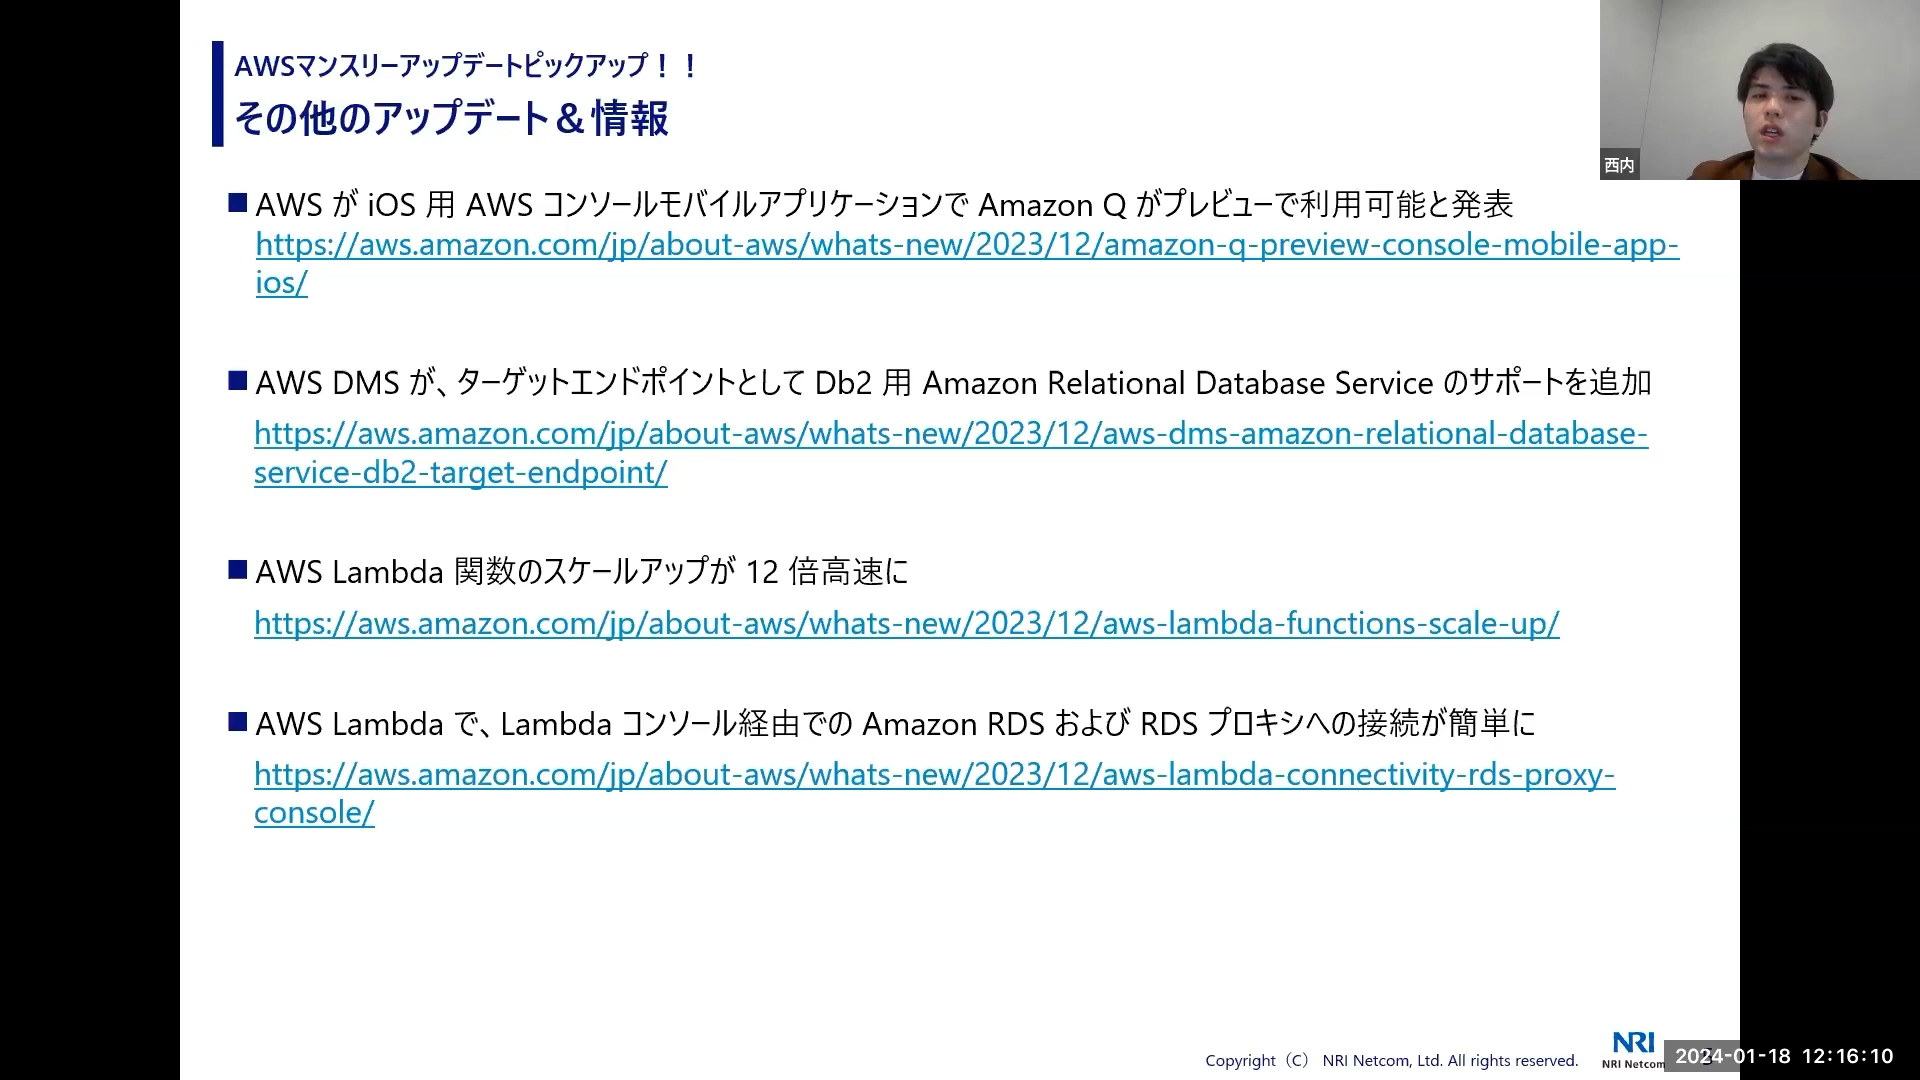 AWSマンスリーアップデートピックアップ！！
その他のアップデート＆情報
西内
■AWS が iOS 用 AWS コンソールモバイルアプリケーションで Amazon Q がプレビューで利用可能と発表
https://aws.amazon.com/jp/about-aws/whats-new/2023/12/amazon-q-preview-console-mobile-app-
ios/
■AWS DMS が、ターゲットエンドポイントとして Db2 用 Amazon Relational Database Service のサポートを追加
https://aws.amazon.com/jp/about-aws/whats-new/2023/12/aws-dms-amazon-relational-database-
service-db2-target-endpoint/
■AWS Lambda 関数のスケールアップが 12 倍高速に
https://aws.amazon.com/jp/about-aws/whats-new/2023/12/aws-lambda-functions-scale-up/
■AWS Lambda で、Lambda コンソール経由での Amazon RDS および RDS プロキシへの接続が簡単に
https://aws.amazon.com/jp/about-aws/whats-new/2023/12/aws-lambda-connectivity-rds-proxy-
console/
Copyright（C） NRI Netcom, Ltd. All rights reserved.
NRI
NRI Netcom
2024-01-18 12:16:10